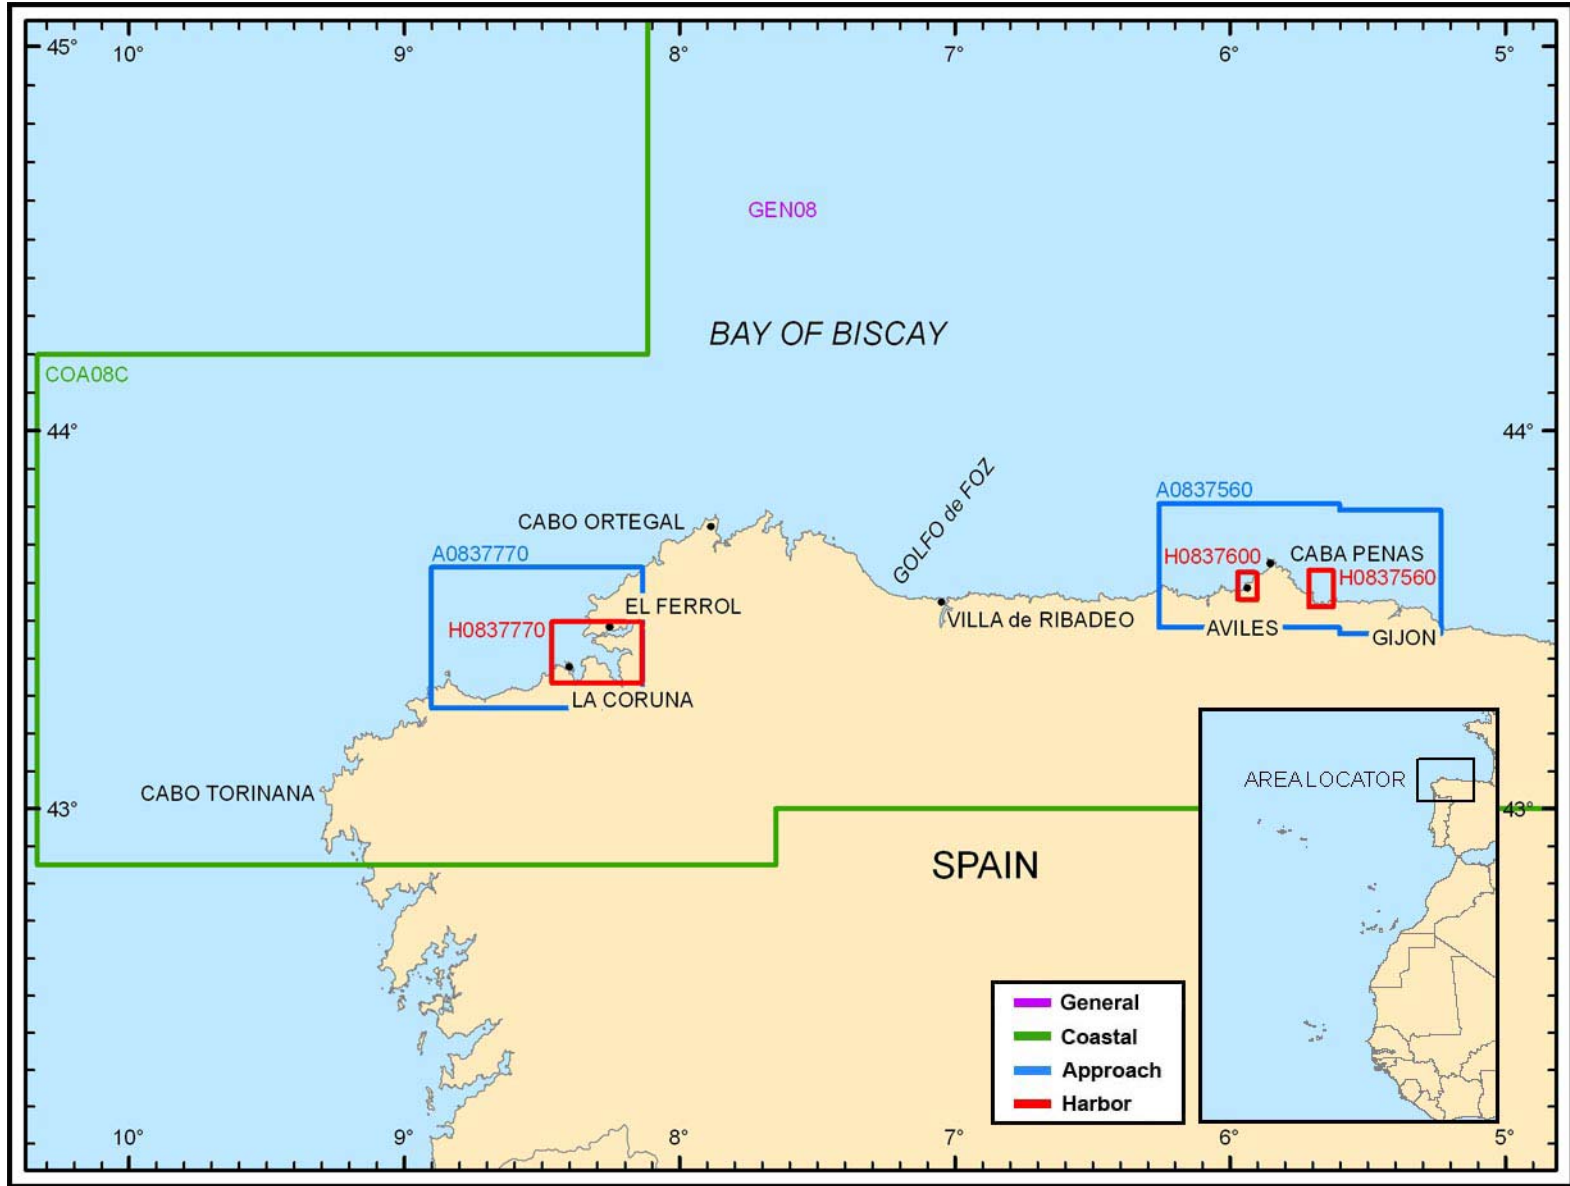 45°
10°
9°
8°
7°
6°
5°
GEN08
BAY OF BISCAY
COA08C
44°
44°
GOLFO de FOZ
A0837560
CABO ORTEGAL
A0837770
H0837600
CABA PENAS
H0837560
EL FERROL
H0837770
VILLA de RIBADEO
AVILES
GIJON
LA CORUNA
AREA LOCATOR
CABO TORINANA
43°
43°
SPAIN
General
Coastal
Approach
Harbor
10°
9°
8°
7°
6°
5°